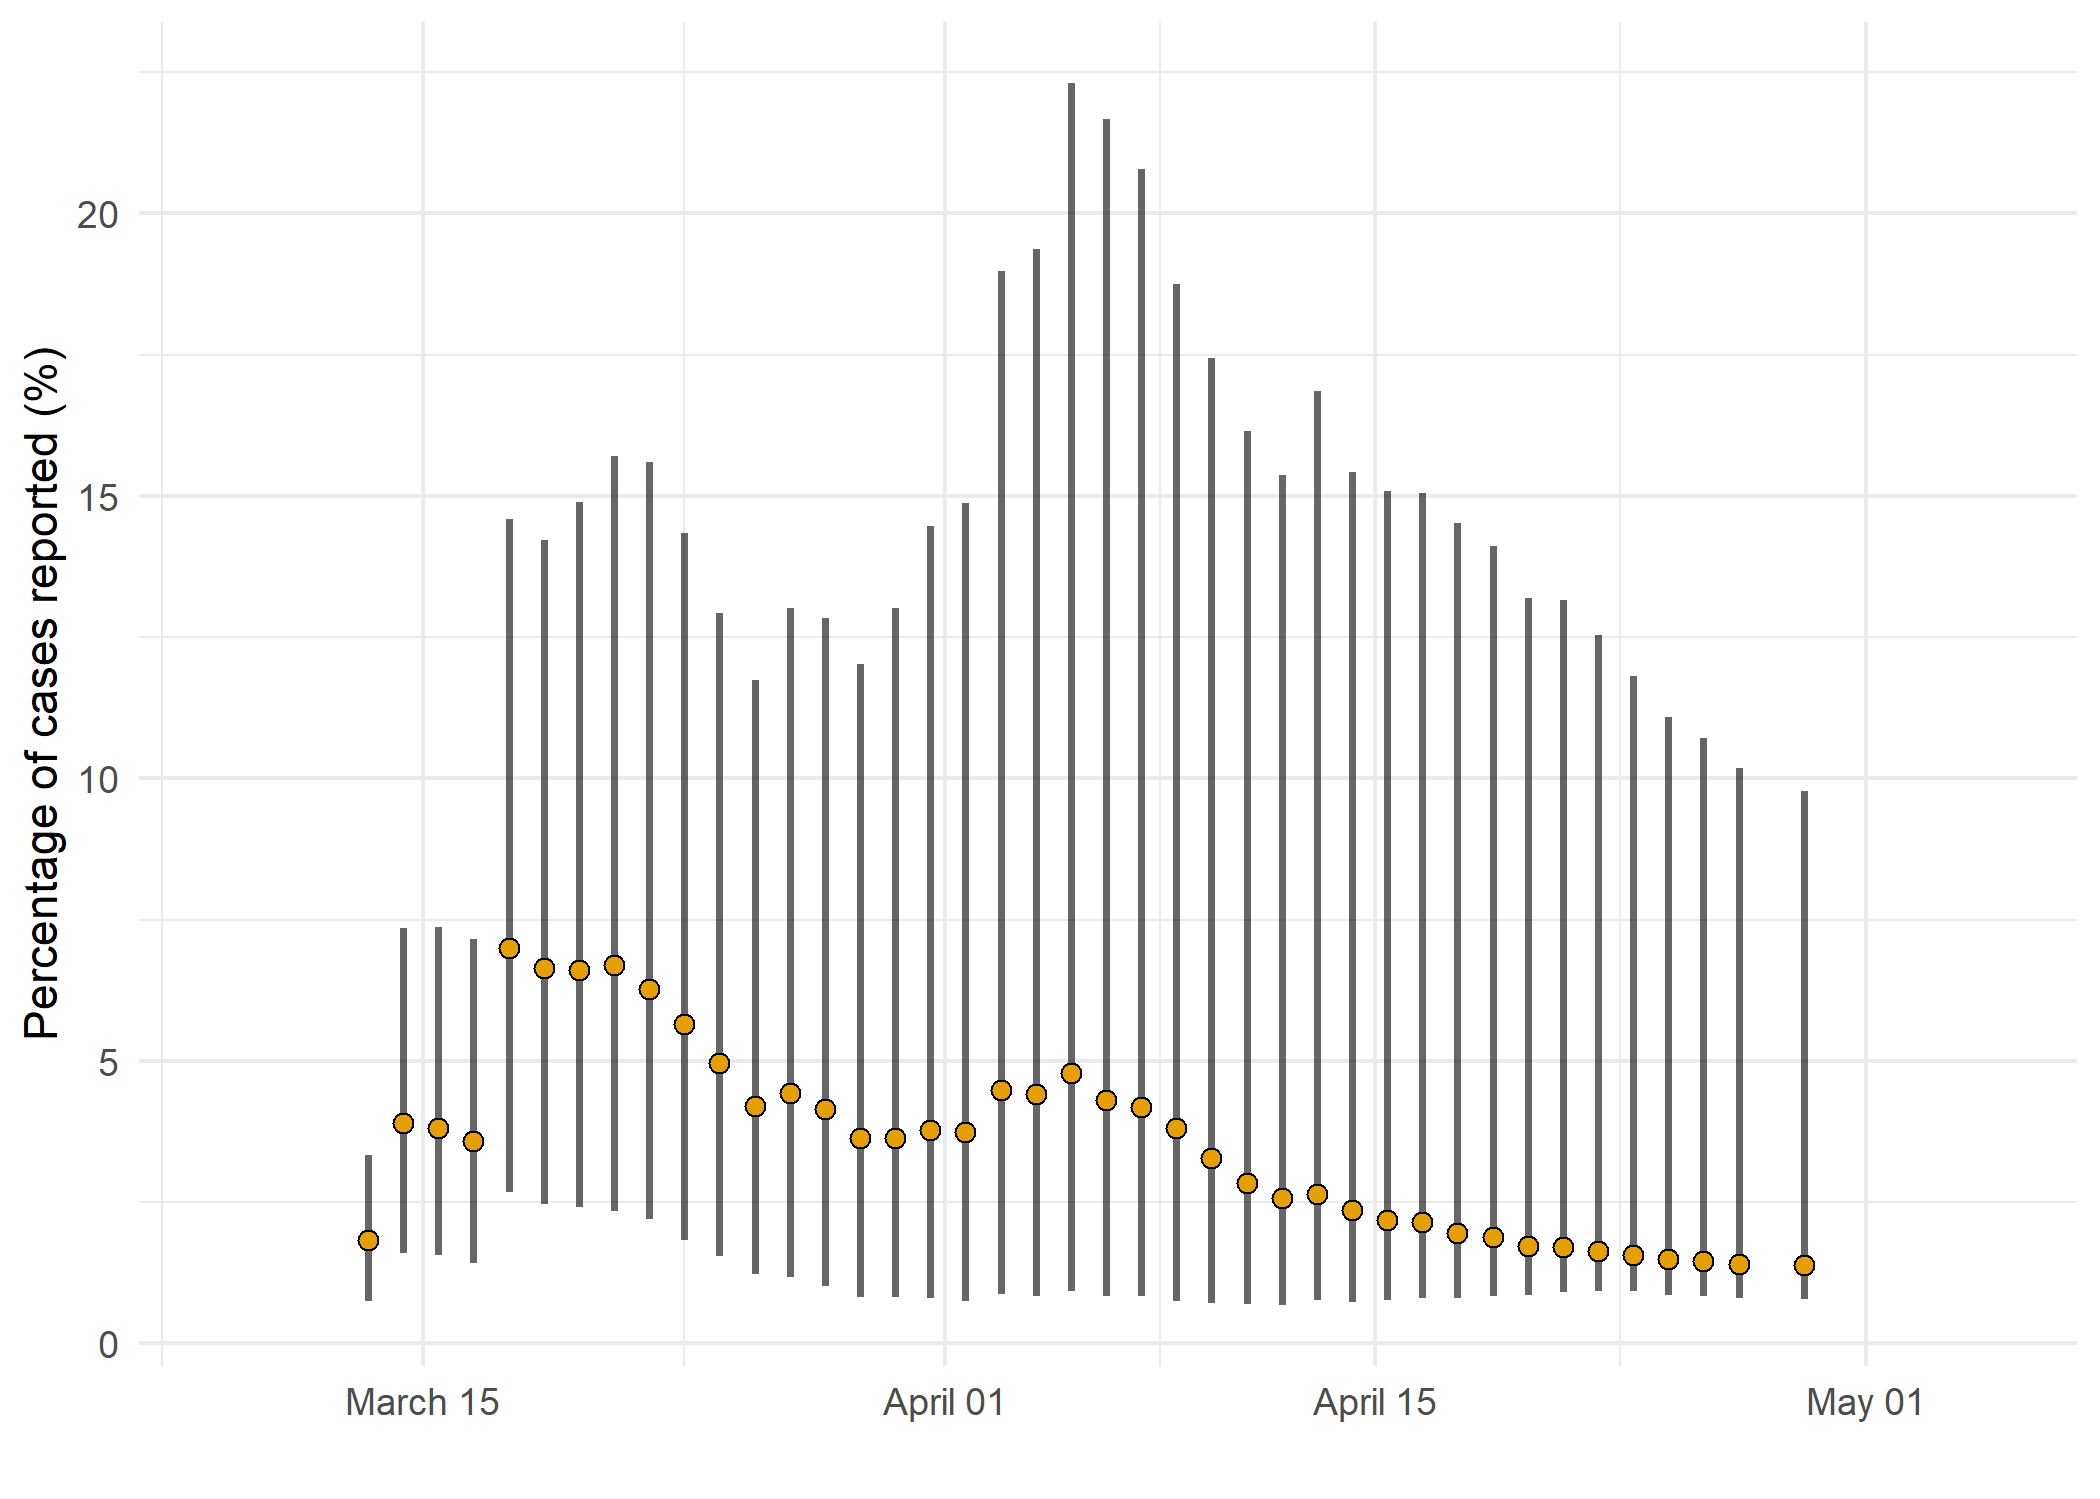 Percentage of cases reported (%)
20
15
10
5
0
March 15
April 01
April 15
May 01